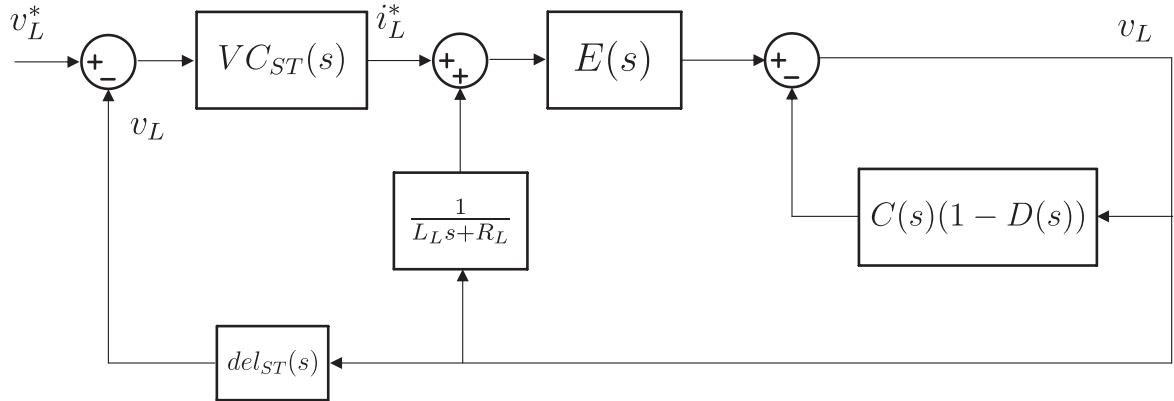 $v_L^*$
$+$
$-$
$VC_{ST}(s)$
$i_L^*$
$+$
$+$
$E(s)$
$+$
$-$
$v_L$
$v_L$
$\frac{1}{L_L s + R_L}$
$C(s)(1 - D(s))$
$del_{ST}(s)$